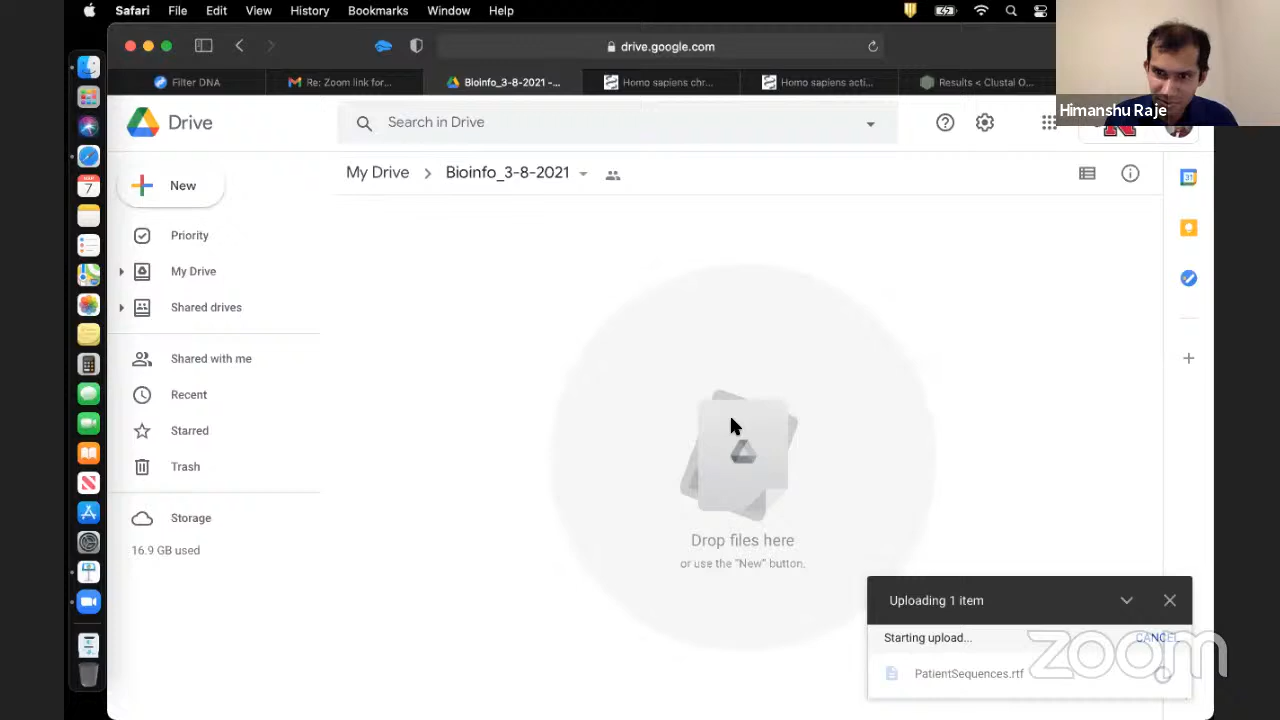 Safari File Edit View History Bookmarks Window Help
drive.google.com
Filter DNA
Re: Zoom link for...
Bioinfo_3-8-2021 -...
Homo sapiens chr...
Homo sapiens acti...
Results < Clustal O...
Himanshu Raje
Drive
Search in Drive
My Drive
Bioinfo_3-8-2021
New
MAR
7
31
Priority
My Drive
Shared drives
Shared with me
Recent
Starred
Trash
Storage
16.9 GB used
Drop files here
or use the "New" button.
Uploading 1 item
Starting upload...
CANCEL
PatientSequences.rtf
zoom